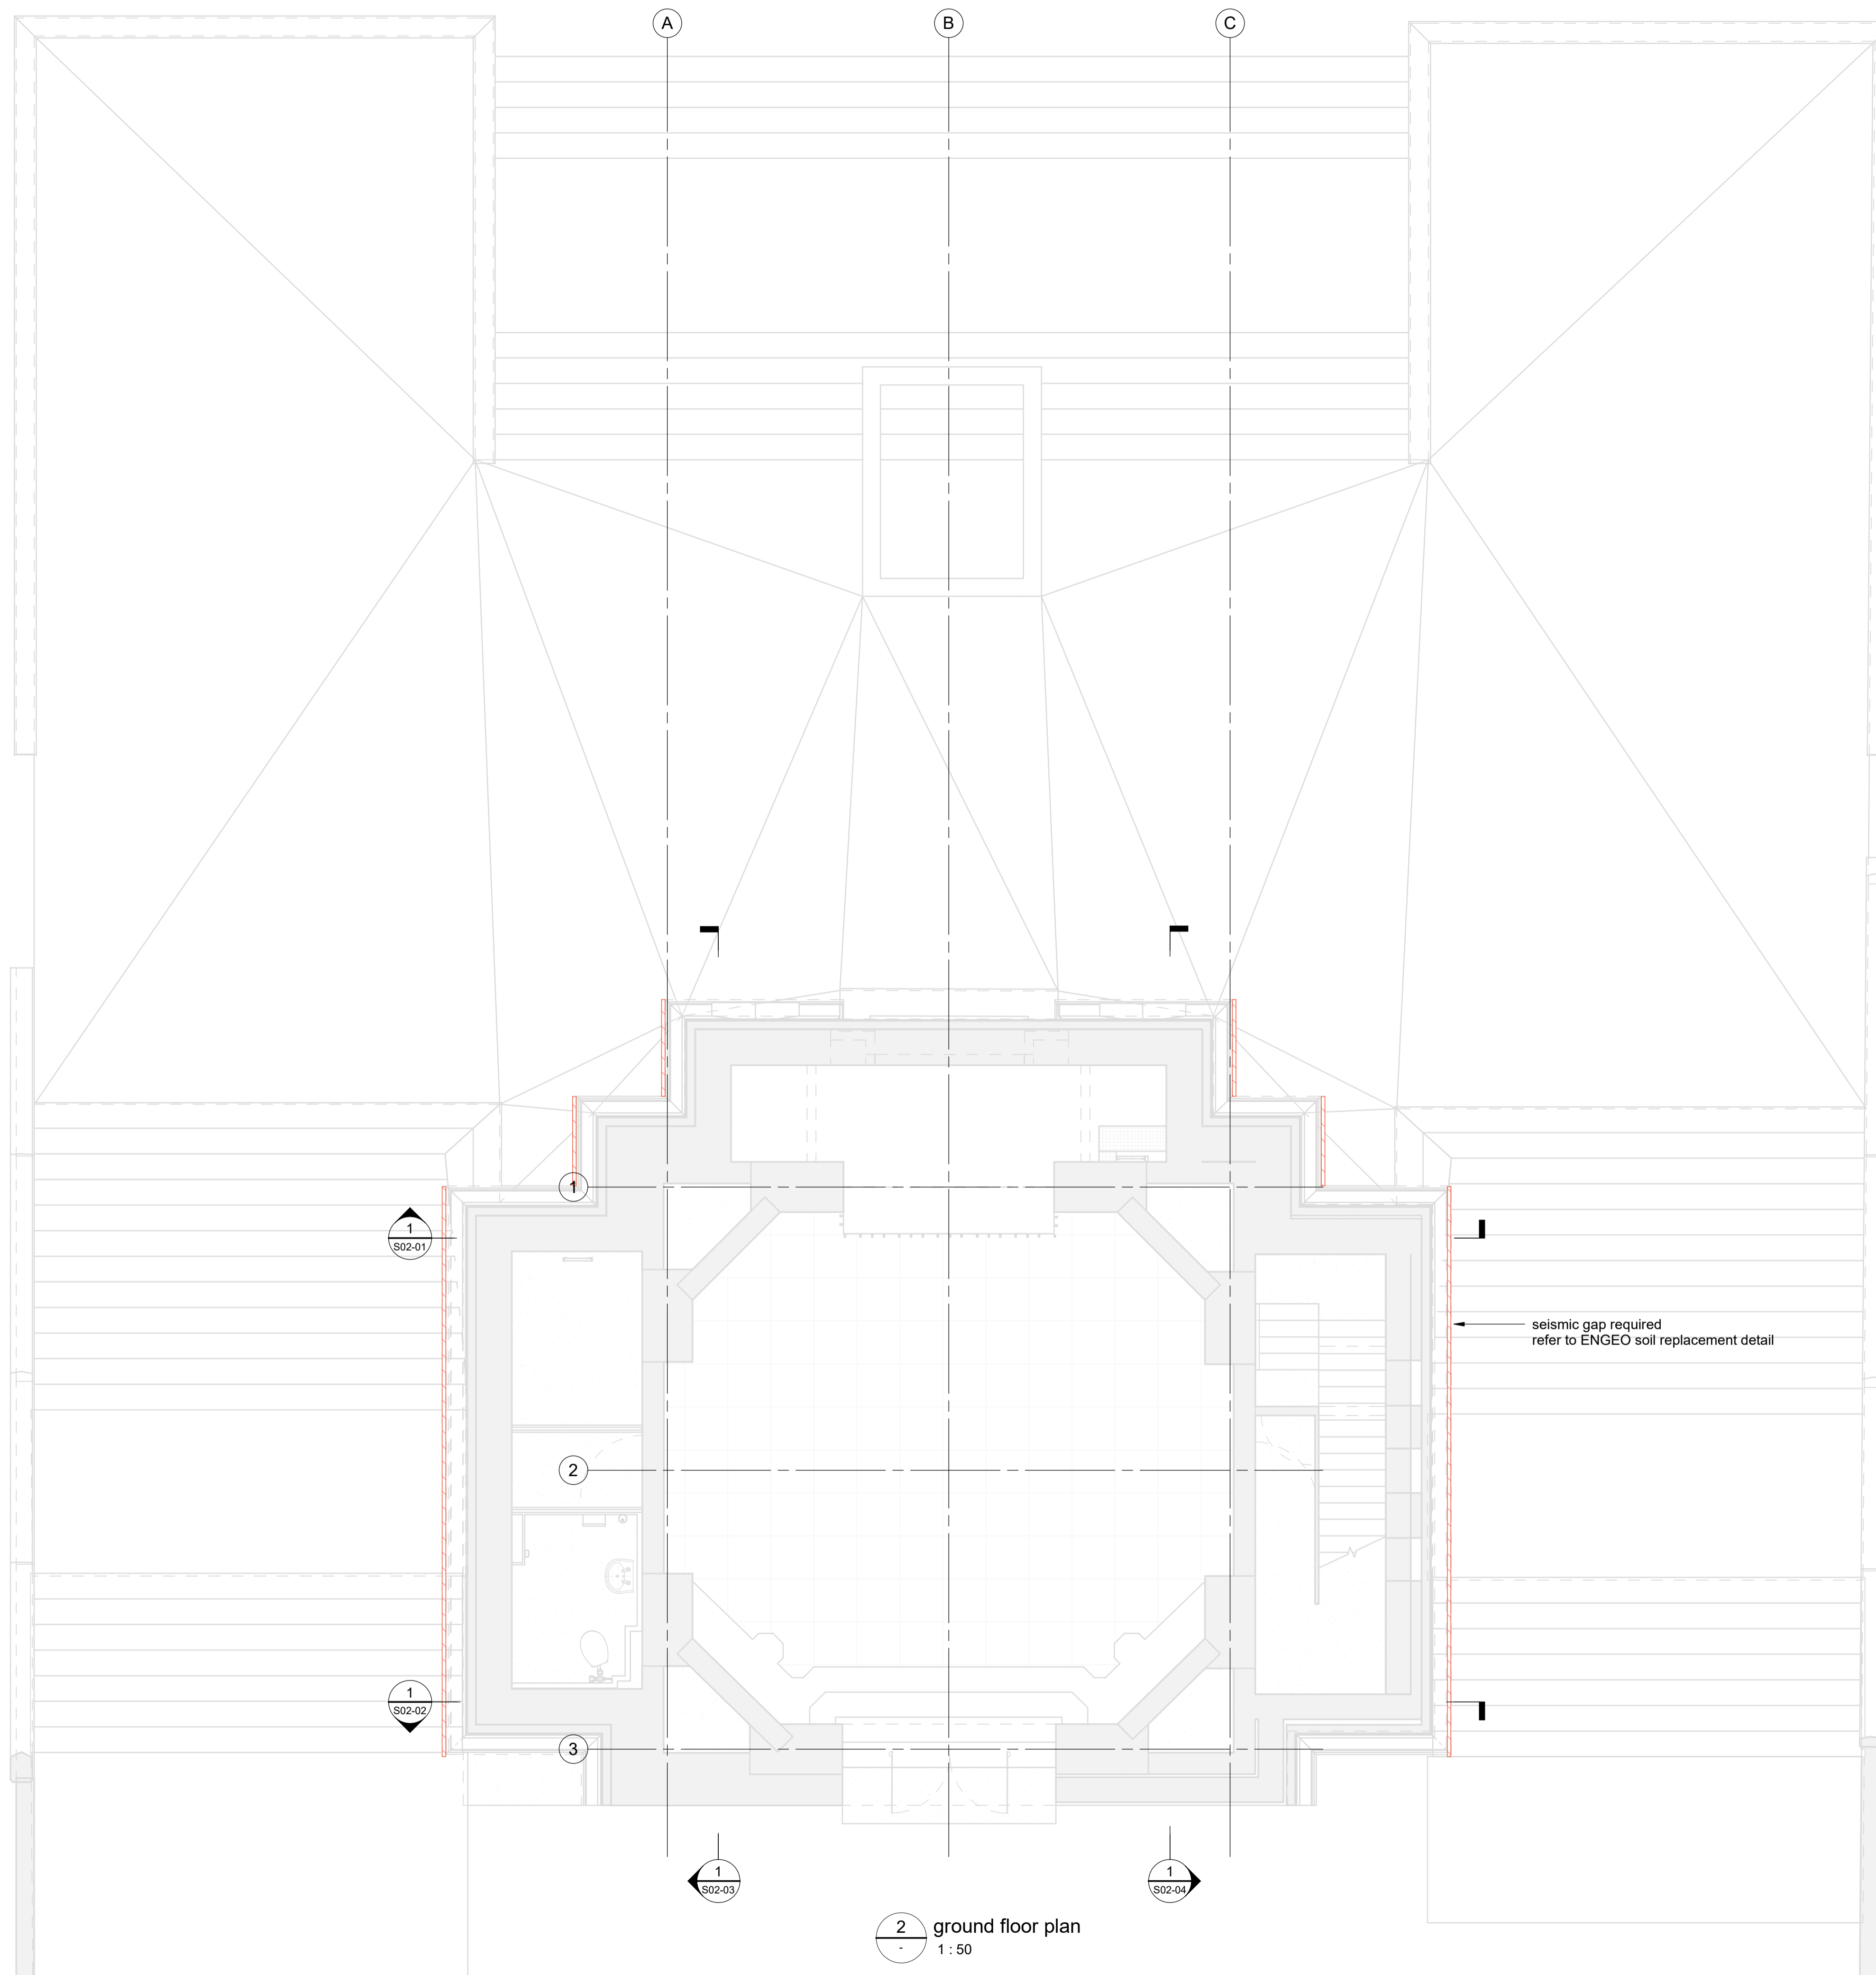 A
B
C
1
1
S02-01
seismic gap required
refer to ENGEO soil replacement detail
2
1
S02-02
3
1
S02-03
1
S02-04
2
-
ground floor plan
1 : 50